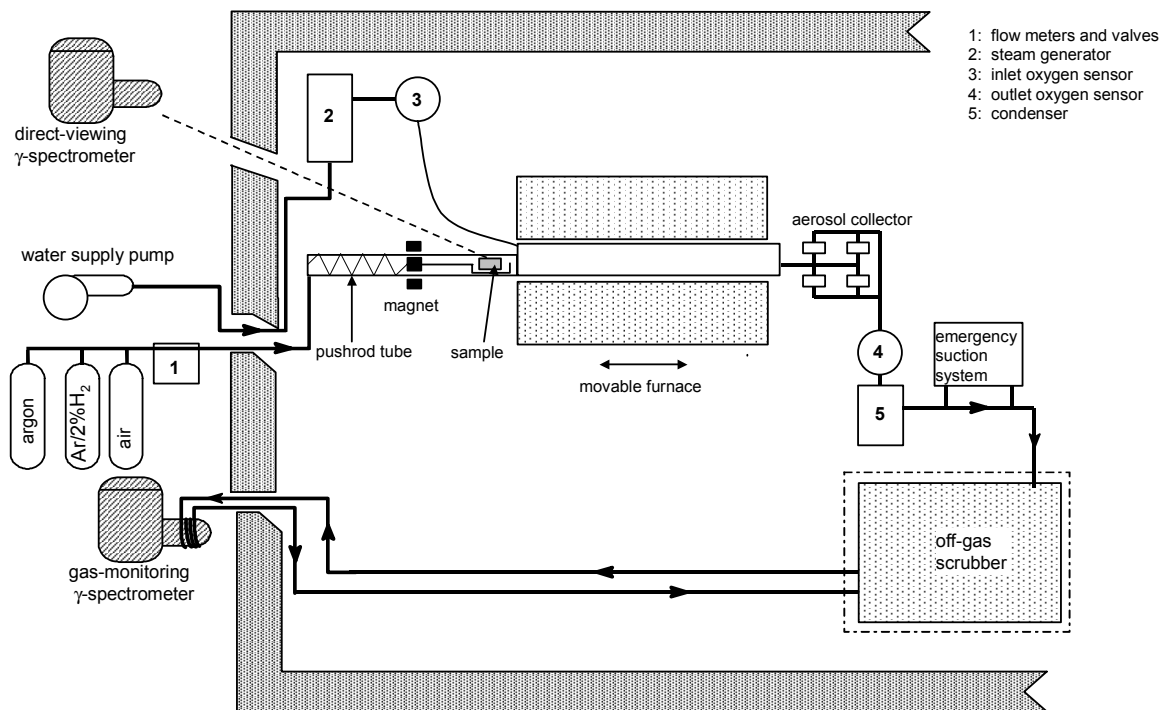 1: flow meters and valves
2: steam generator
3: inlet oxygen sensor
4: outlet oxygen sensor
5: condenser
direct-viewing
γ-spectrometer
2
3
aerosol collector
water supply pump
magnet
pushrod tube
sample
movable furnace
1
argon
Ar/2%H₂
air
4
5
emergency
suction
system
off-gas
scrubber
gas-monitoring
γ-spectrometer